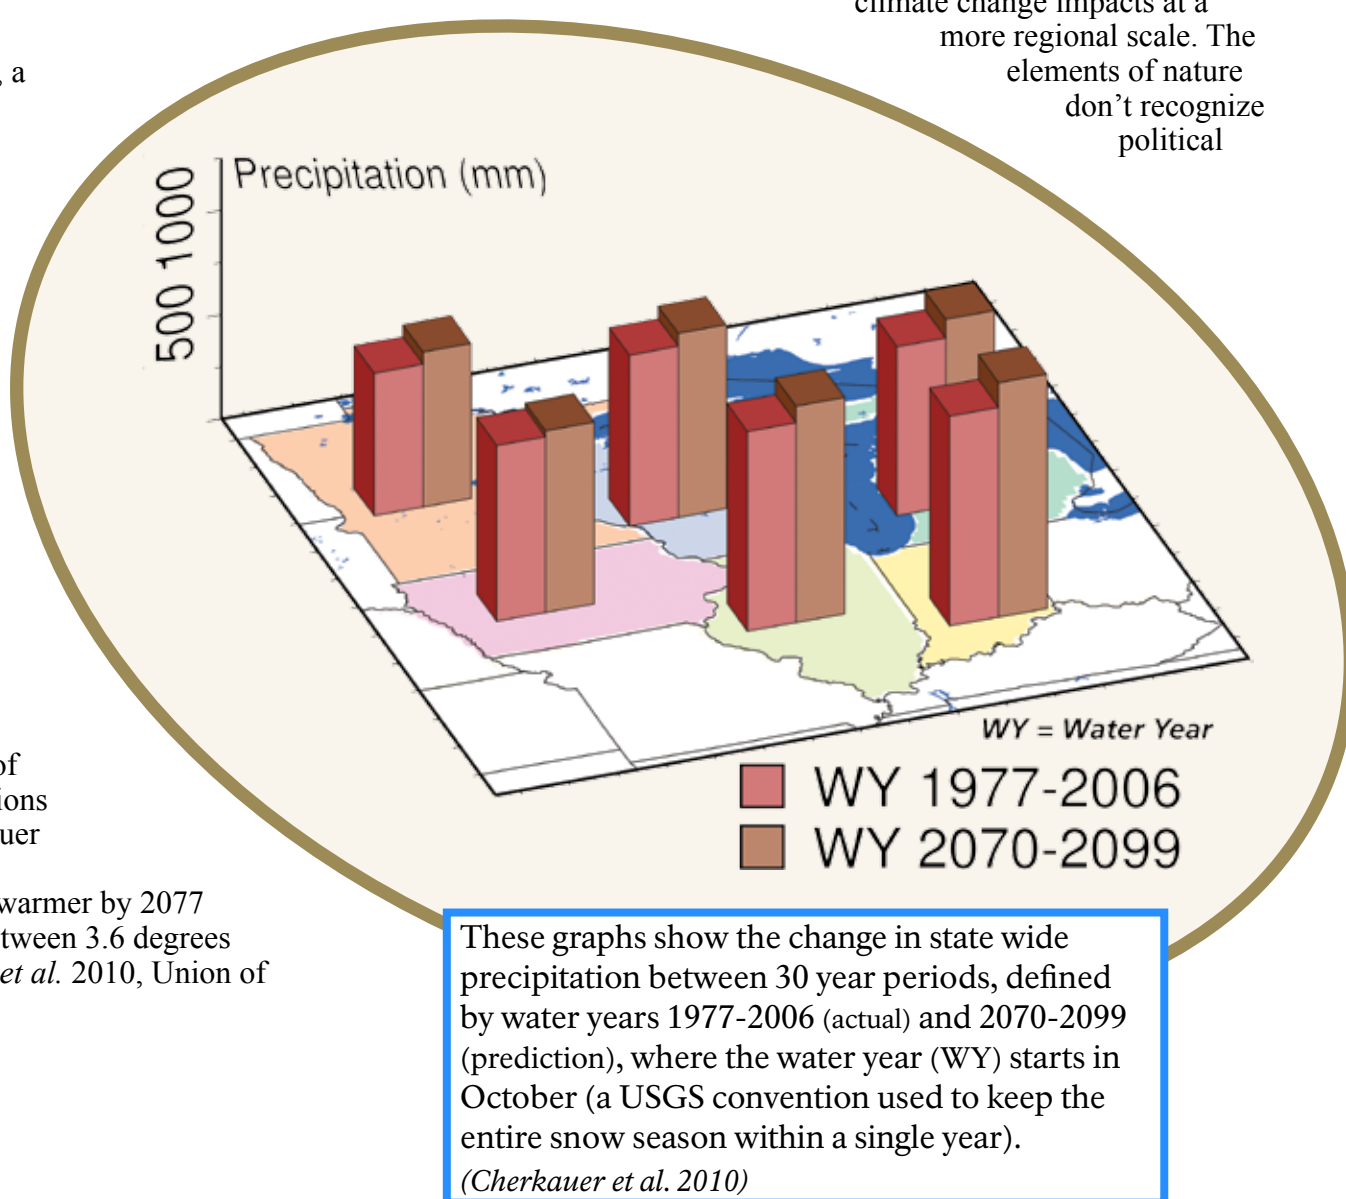 climate change impacts at a
more regional scale. The
elements of nature
don’t recognize
political
, a
Precipitation (mm)
500 1000
WY = Water Year
WY 1977-2006
WY 2070-2099
of
uer
warmer by 2077
tween 3.6 degrees
et al. 2010, Union of
These graphs show the change in state wide
precipitation between 30 year periods, defined
by water years 1977-2006 (actual) and 2070-2099
(prediction), where the water year (WY) starts in
October (a USGS convention used to keep the
entire snow season within a single year).
(Cherkauer et al. 2010)